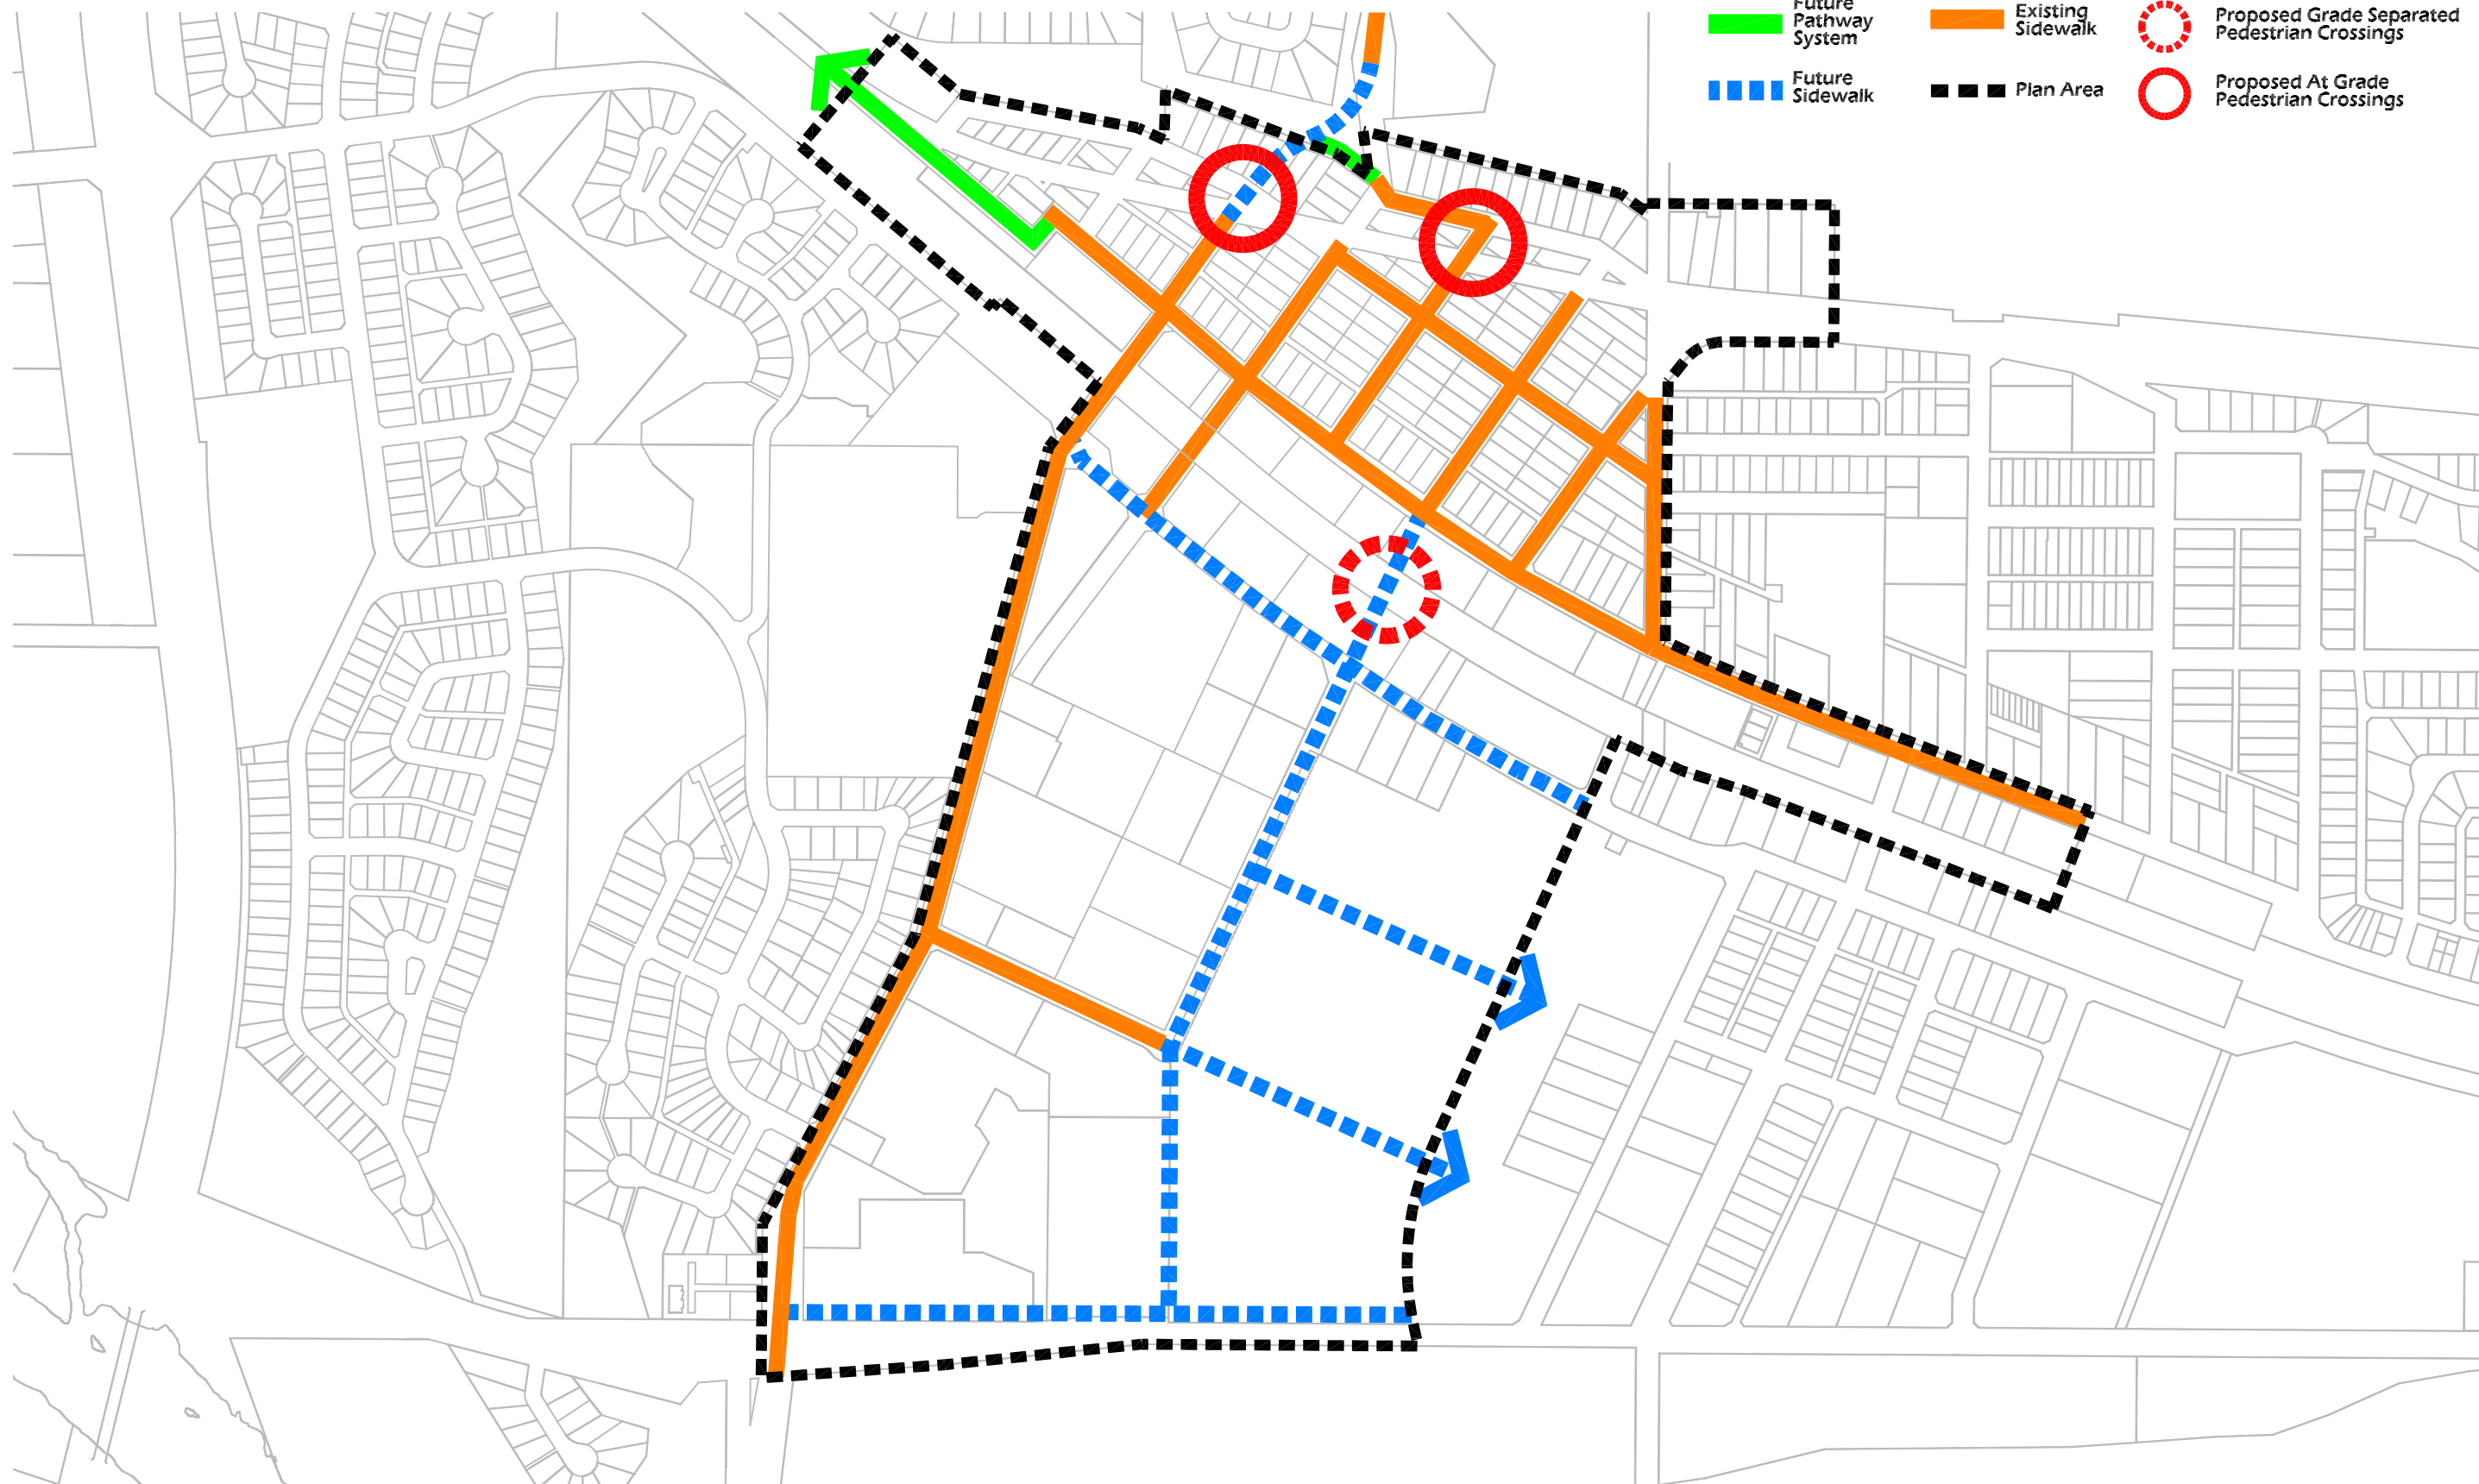 Future
Pathway
System
Existing
Sidewalk
Proposed Grade Separated
Pedestrian Crossings
Future
Sidewalk
Plan Area
Proposed At Grade
Pedestrian Crossings